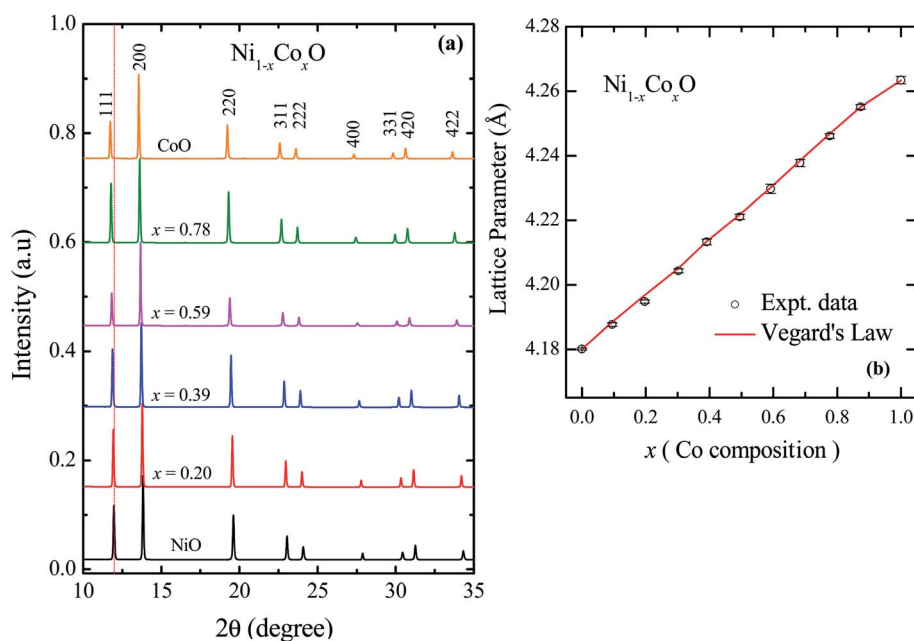 (a)
Ni1-xCoxO
111
200
220
311
222
400
331
420
422
CoO
x = 0.78
x = 0.59
x = 0.39
x = 0.20
NiO
1.0
0.8
0.6
0.4
0.2
0.0
Intensity (a.u)
10 15 20 25 30 35
2θ (degree)
Ni1-xCoxO
4.28
4.26
4.24
4.22
4.20
4.18
Lattice Parameter (Å)
Expt. data
Vegard's Law
(b)
0.0 0.2 0.4 0.6 0.8 1.0
x ( Co composition )